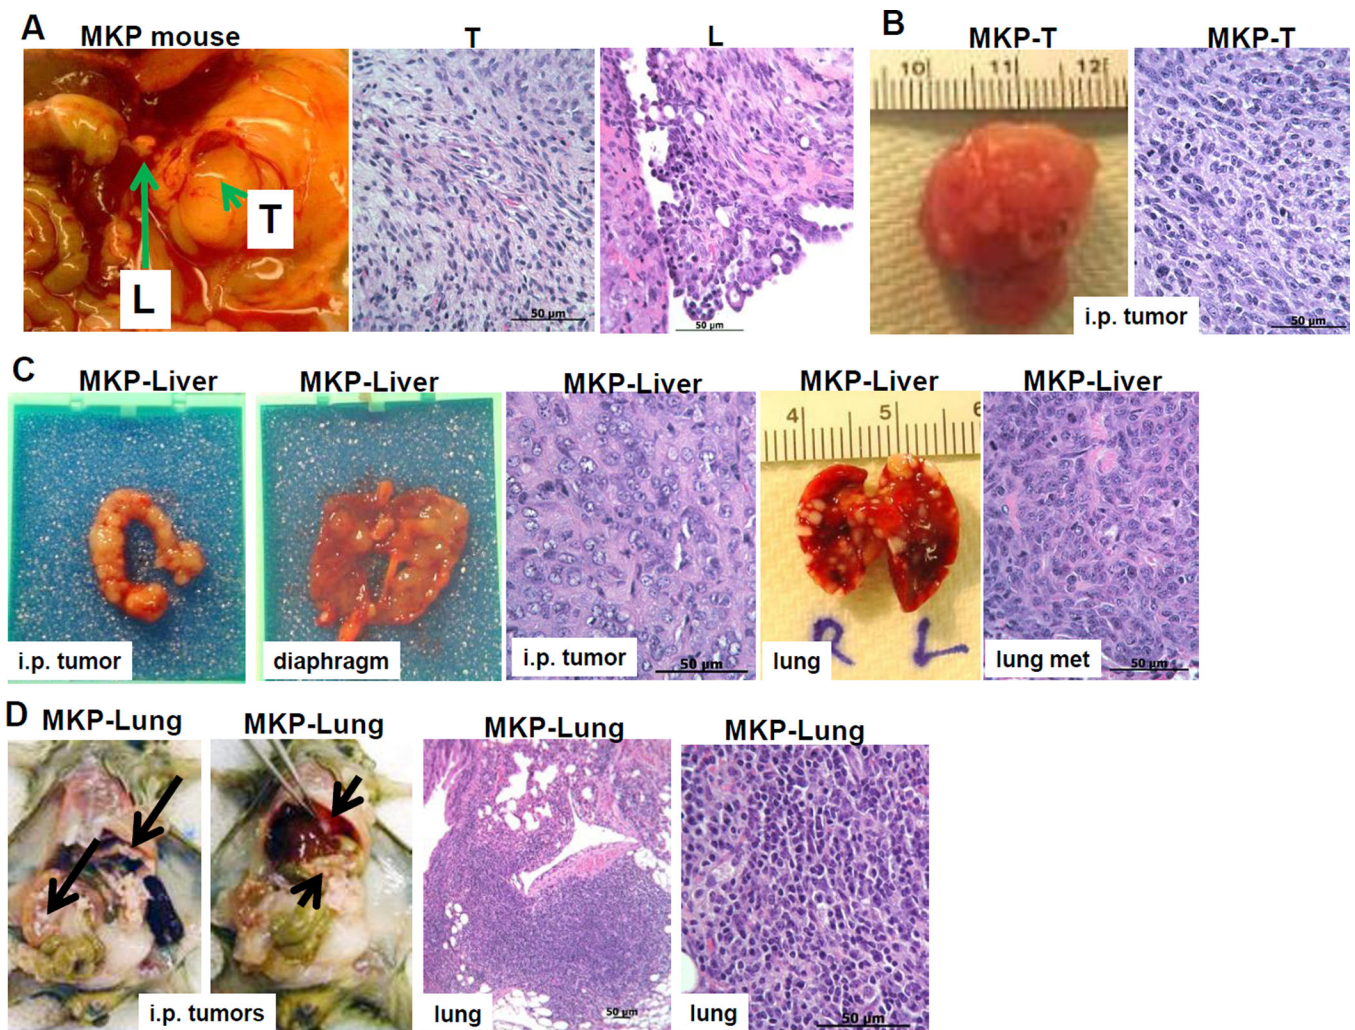 A
MKP mouse
T
L
T
L
50 µm
50 µm
B
MKP-T
MKP-T
10 11 12
i.p. tumor
50 µm
C
MKP-Liver
MKP-Liver
MKP-Liver
MKP-Liver
MKP-Liver
4 5 6
R L
i.p. tumor
diaphragm
i.p. tumor
50 µm
lung
lung met
50 µm
D
MKP-Lung
MKP-Lung
MKP-Lung
MKP-Lung
i.p. tumors
lung
50 µm
lung
50 µm